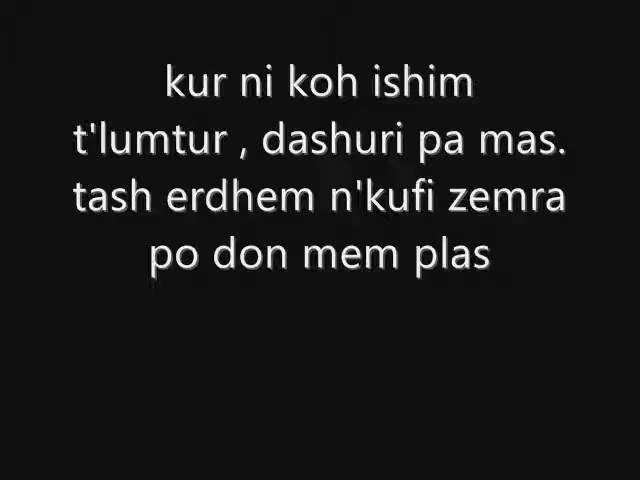 kur ni koh ishim
t'lumtur , dashuri pa mas.
tash erdhem n'kufi zemra
po don mem plas